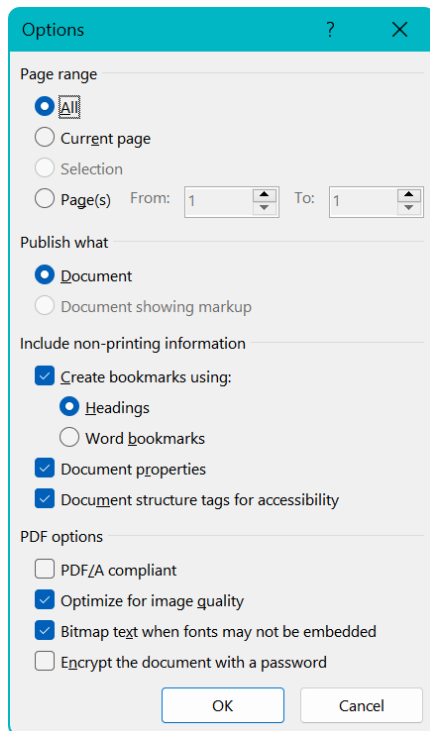 Options ?
Page range
All
Current page
Selection
Page(s) From: 1 To: 1
Publish what
Document
Document showing markup
Include non-printing information
Create bookmarks using:
Headings
Word bookmarks
Document properties
Document structure tags for accessibility
PDF options
PDF/A compliant
Optimize for image quality
Bitmap text when fonts may not be embedded
Encrypt the document with a password
OK Cancel